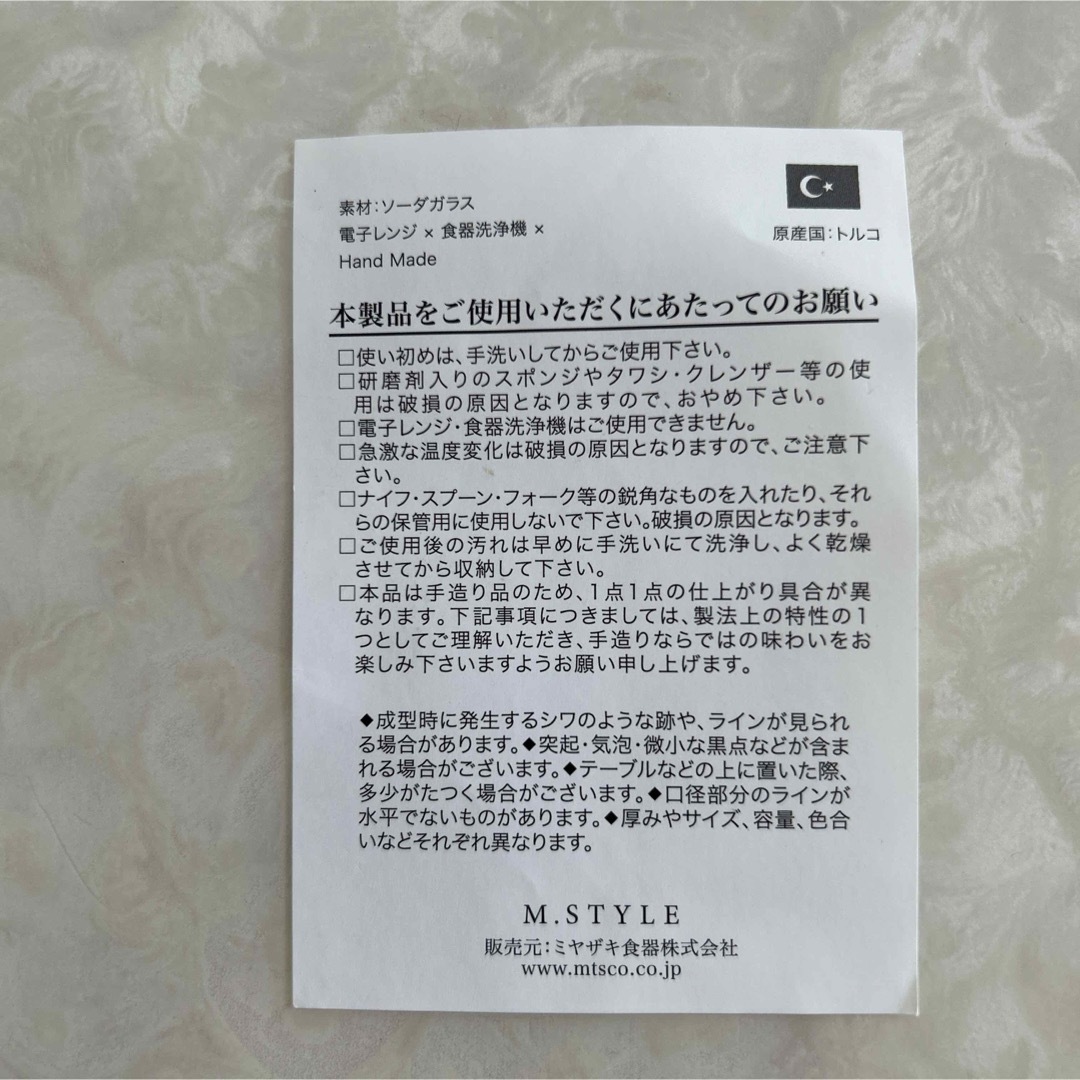 素材:ソーダガラス
電子レンジ × 食器洗浄機 ×
Hand Made
原産国:トルコ
本製品をご使用いただくにあたってのお願い
□使い初めは、手洗いしてからご使用下さい。
□研磨剤入りのスポンジやタワシ・クレンザー等の使
用は破損の原因となりますので、おやめ下さい。
□電子レンジ・食器洗浄機はご使用できません。
□急激な温度変化は破損の原因となりますので、ご注意下
さい。
□ナイフ・スプーン・フォーク等の鋭角なものを入れたり、それ
らの保管用に使用しないで下さい。破損の原因となります。
□ご使用後の汚れは早めに手洗いにて洗浄し、よく乾燥
させてから収納して下さい。
□本品は手造り品のため、1点1点の仕上がり具合が異
なります。下記事項につきましては、製法上の特性の1
つとしてご理解いただき、手造りならではの味わいをお
楽しみ下さいますようお願い申し上げます。
◆成型時に発生するシワのような跡や、ラインが見られ
る場合があります。◆突起・気泡・微小な黒点などが含ま
れる場合がございます。◆テーブルなどの上に置いた際、
多少がたつく場合がございます。◆口径部分のラインが
水平でないものがあります。◆厚みやサイズ、容量、色合
いなどそれぞれ異なります。
M.STYLE
販売元:ミヤザキ食器株式会社
www.mtsco.co.jp